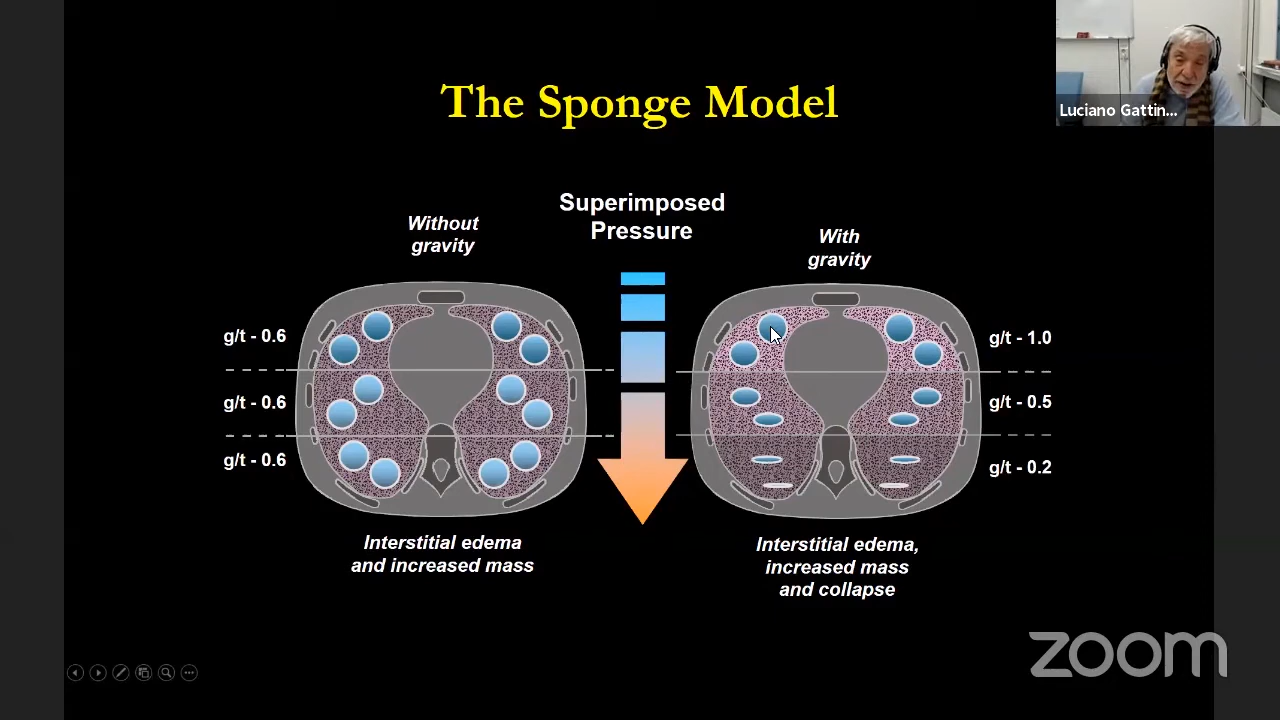 The Sponge Model
Luciano Gattin...
Superimposed
Pressure
Without
gravity
With
gravity
g/t - 0.6
g/t - 0.6
g/t - 0.6
g/t - 1.0
g/t - 0.5
g/t - 0.2
Interstitial edema
and increased mass
Interstitial edema,
increased mass
and collapse
zoom